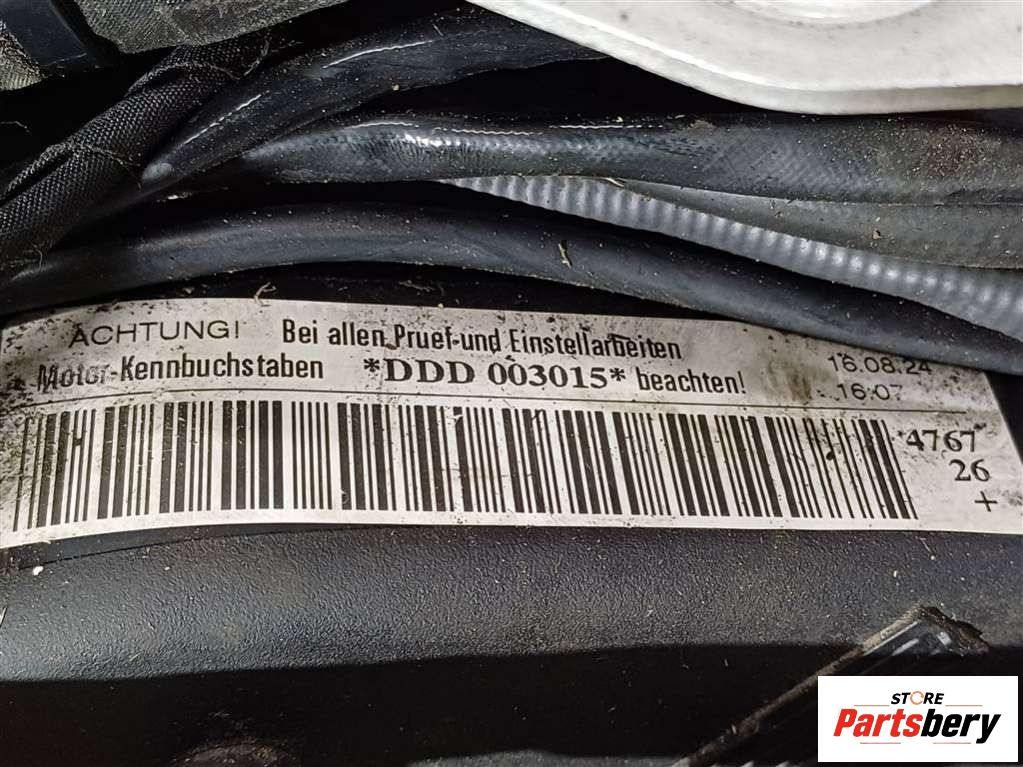 ACHTUNG! Bei allen Pruef-und Einstellarbeiten
Motor-Kennbuchstaben *DDD 003015* beachten!
16.08.24
16:07
4767
26
+
STORE
Partsbery